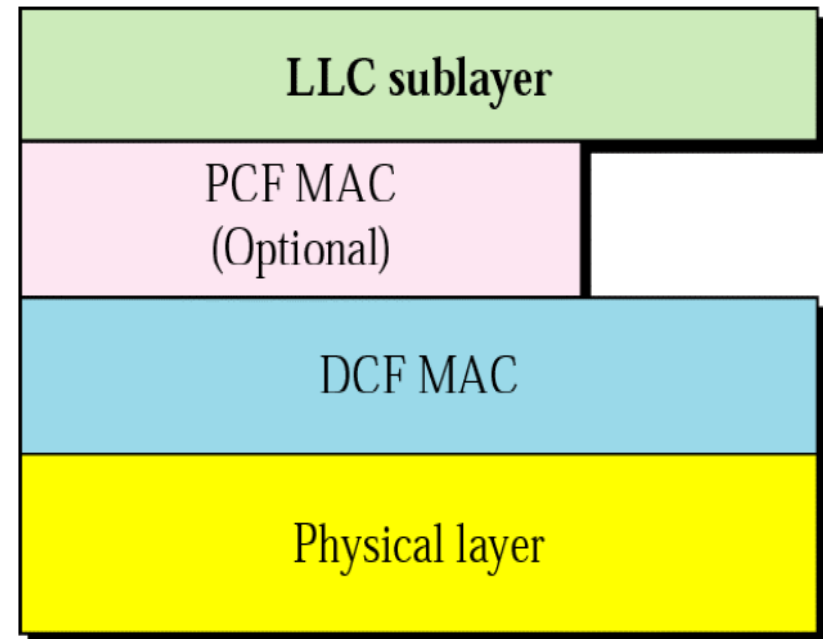 LLC sublayer
PCF MAC
(Optional)
DCF MAC
Physical layer